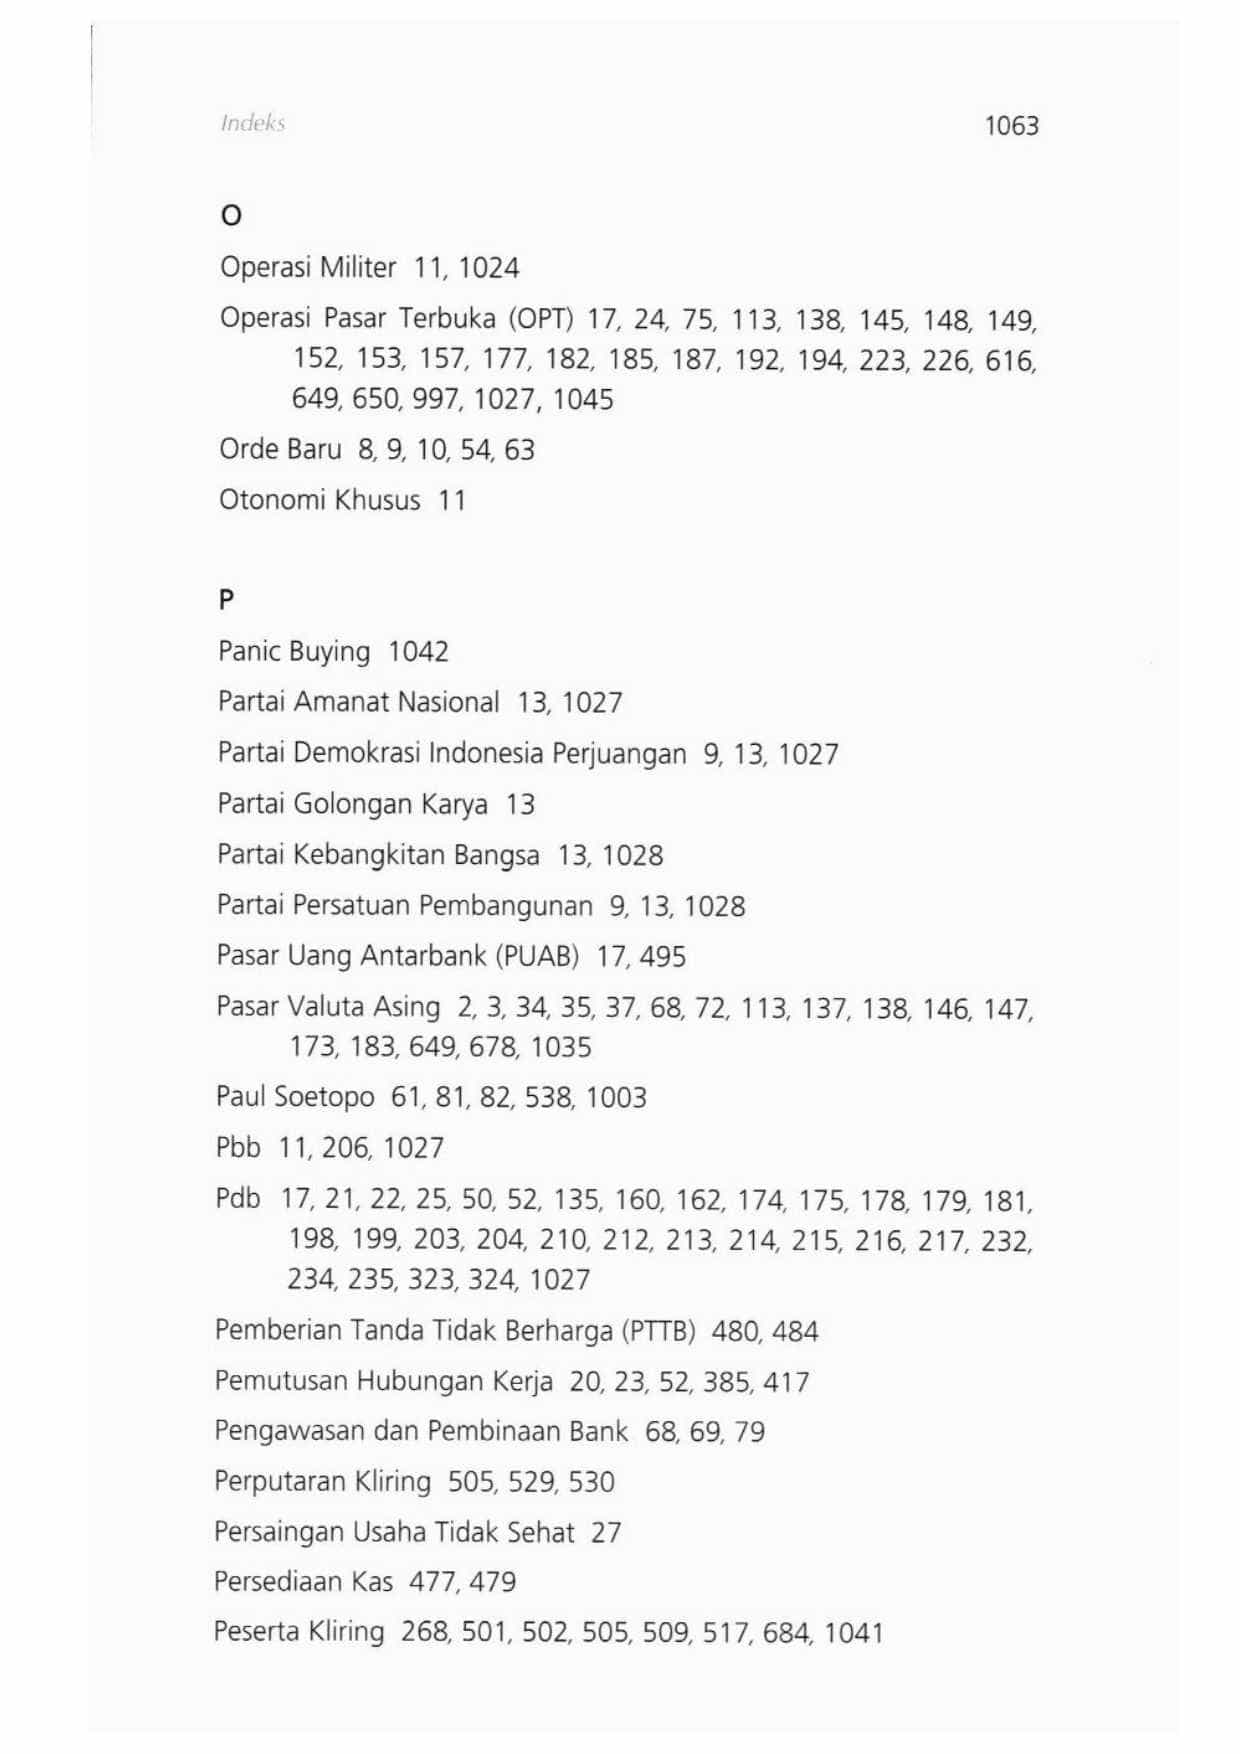 Indeks
1063
O
Operasi Militer 11, 1024
Operasi Pasar Terbuka (OPT) 17, 24, 75, 113, 138, 145, 148, 149,
152, 153, 157, 177, 182, 185, 187, 192, 194, 223, 226, 616,
649, 650, 997, 1027, 1045
Orde Baru 8, 9, 10, 54, 63
Otonomi Khusus 11
P
Panic Buying 1042
Partai Amanat Nasional 13, 1027
Partai Demokrasi Indonesia Perjuangan 9, 13, 1027
Partai Golongan Karya 13
Partai Kebangkitan Bangsa 13, 1028
Partai Persatuan Pembangunan 9, 13, 1028
Pasar Uang Antarbank (PUAB) 17, 495
Pasar Valuta Asing 2, 3, 34, 35, 37, 68, 72, 113, 137, 138, 146, 147,
173, 183, 649, 678, 1035
Paul Soetopo 61, 81, 82, 538, 1003
Pbb 11, 206, 1027
Pdb 17, 21, 22, 25, 50, 52, 135, 160, 162, 174, 175, 178, 179, 181,
198, 199, 203, 204, 210, 212, 213, 214, 215, 216, 217, 232,
234, 235, 323, 324, 1027
Pemberian Tanda Tidak Berharga (PTTB) 480, 484
Pemutusan Hubungan Kerja 20, 23, 52, 385, 417
Pengawasan dan Pembinaan Bank 68, 69, 79
Perputaran Kliring 505, 529, 530
Persaingan Usaha Tidak Sehat 27
Persediaan Kas 477, 479
Peserta Kliring 268, 501, 502, 505, 509, 517, 684, 1041